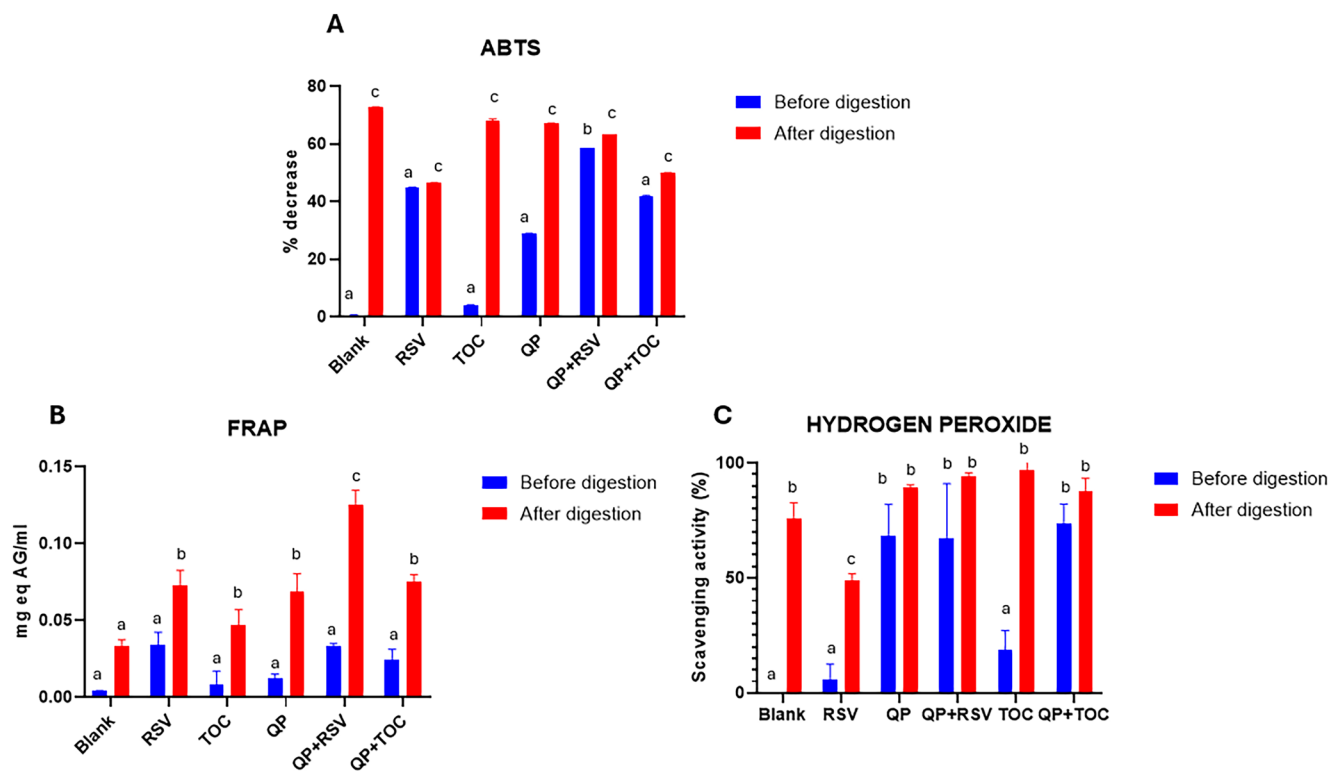 A
ABTS
% decrease
80
60
40
20
0
a
c
a
c
a
c
a
c
b
c
a
c
Blank
RSV
TOC
QP
QP+RSV
QP+TOC
Before digestion
After digestion
B
FRAP
mg eq AG/ml
0.15
0.10
0.05
0.00
a
a
a
b
a
b
a
b
a
c
a
b
Blank
RSV
TOC
QP
QP+RSV
QP+TOC
Before digestion
After digestion
C
HYDROGEN PEROXIDE
Scavenging activity (%)
100
50
0
a
b
a
c
b
b
b
b
a
b
b
b
Blank
RSV
QP
QP+RSV
TOC
QP+TOC
Before digestion
After digestion